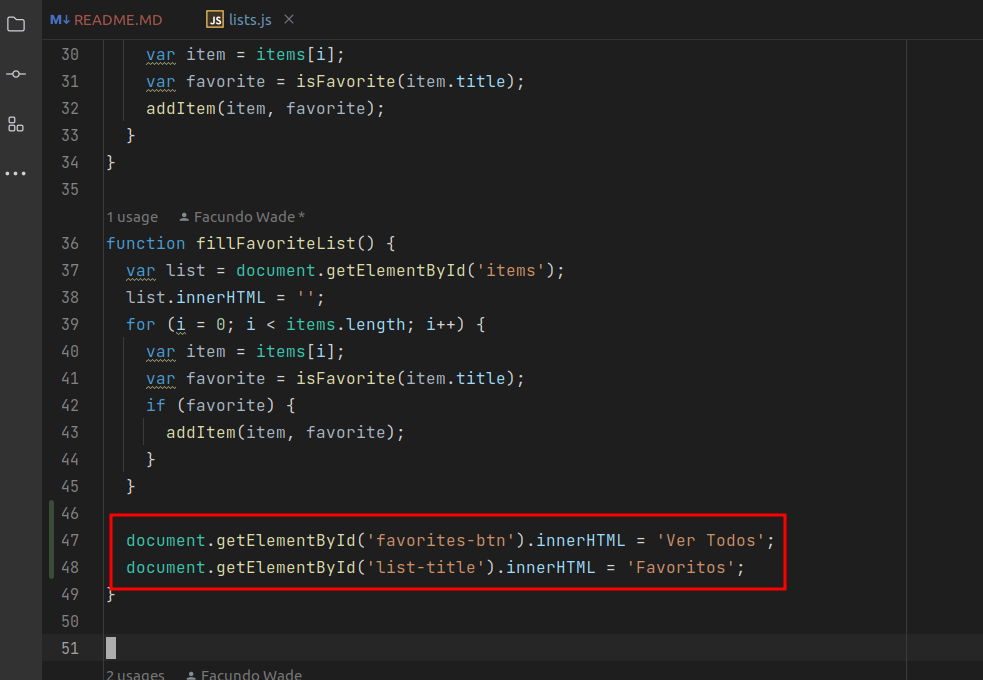 M↓ README.MD JS lists.js ×
30 var item = items[i];
31 var favorite = isFavorite(item.title);
32 addItem(item, favorite);
33 }
34 }
35
1 usage Facundo Wade *
36 function fillFavoriteList() {
37 var list = document.getElementById('items');
38 list.innerHTML = '';
39 for (i = 0; i < items.length; i++) {
40 var item = items[i];
41 var favorite = isFavorite(item.title);
42 if (favorite) {
43 addItem(item, favorite);
44 }
45 }
46
47 document.getElementById('favorites-btn').innerHTML = 'Ver Todos';
48 document.getElementById('list-title').innerHTML = 'Favoritos';
49 }
50
51
2 usages Facundo Wade